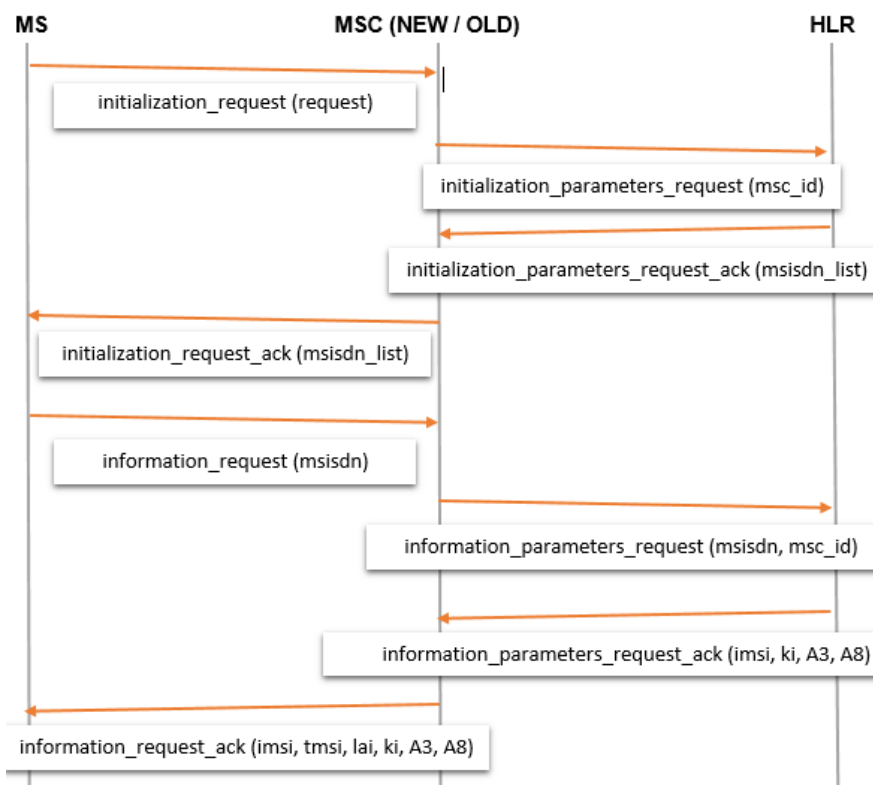 MS
MSC (NEW / OLD)
HLR
initialization_request (request)
initialization_parameters_request (msc_id)
initialization_parameters_request_ack (msisdn_list)
initialization_request_ack (msisdn_list)
information_request (msisdn)
information_parameters_request (msisdn, msc_id)
information_parameters_request_ack (imsi, ki, A3, A8)
information_request_ack (imsi, tmsi, lai, ki, A3, A8)